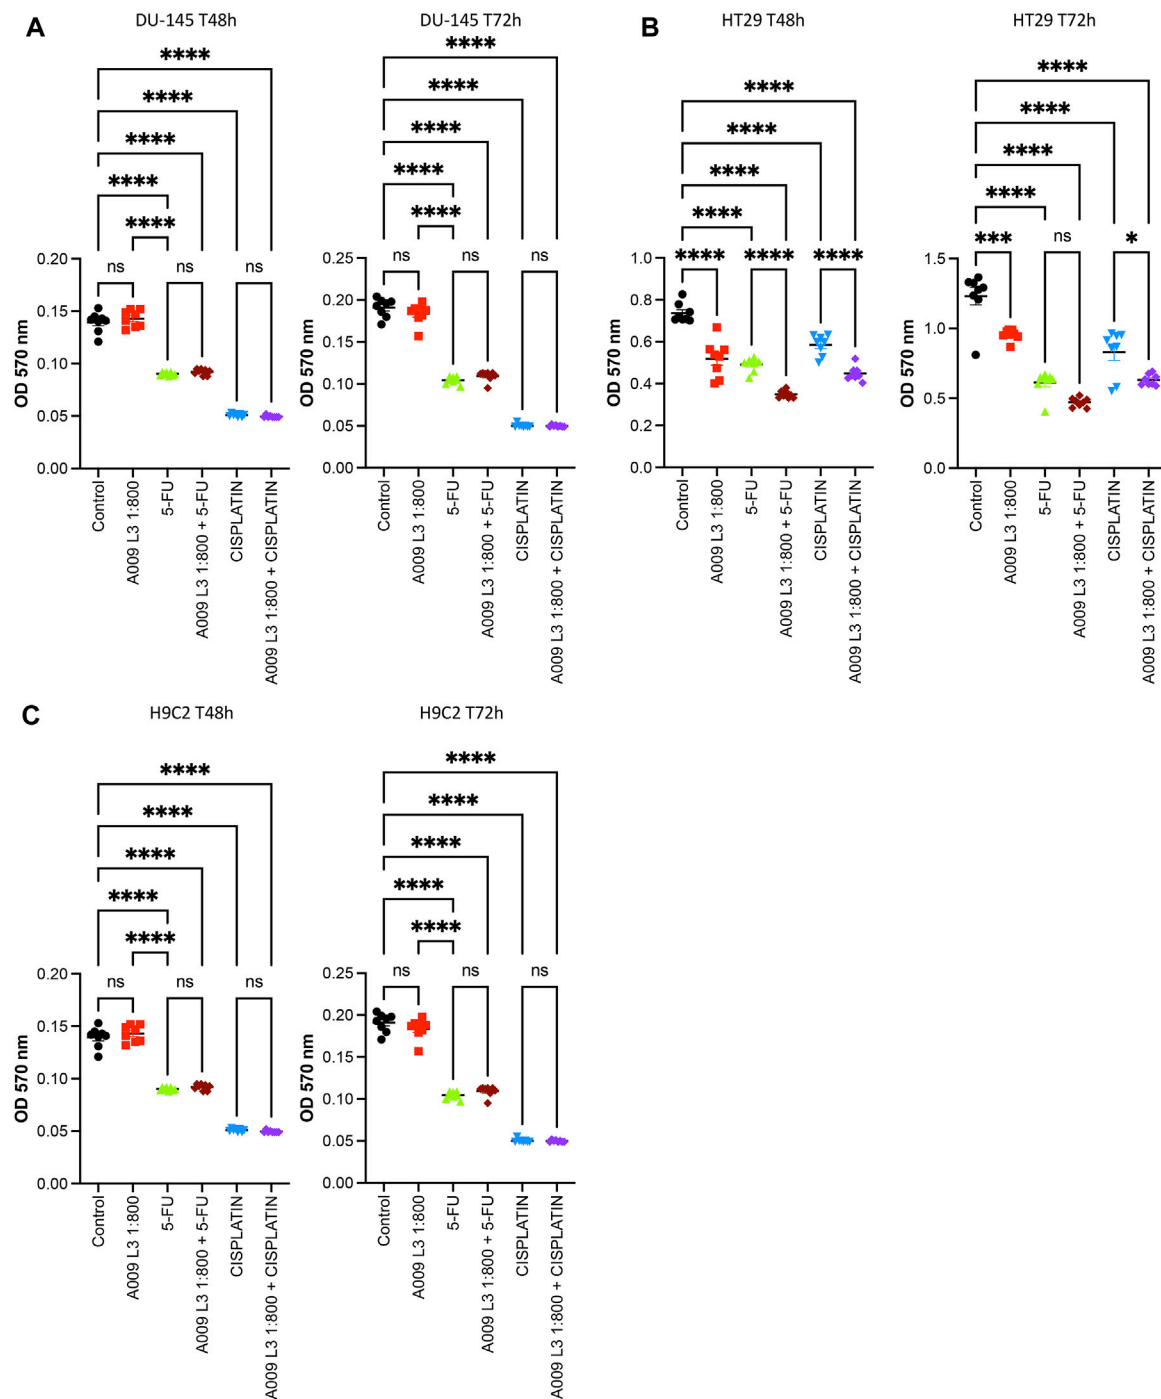 A
DU-145 T48h
****
****
****
****
****
ns
ns
ns
OD 570 nm
0.20
0.15
0.10
0.05
0.00
Control
A009 L3 1:800
5-FU
A009 L3 1:800 + 5-FU
CISPLATIN
A009 L3 1:800 + CISPLATIN
DU-145 T72h
****
****
****
****
****
ns
ns
ns
OD 570 nm
0.25
0.20
0.15
0.10
0.05
0.00
Control
A009 L3 1:800
5-FU
A009 L3 1:800 + 5-FU
CISPLATIN
A009 L3 1:800 + CISPLATIN
B
HT29 T48h
****
****
****
****
****
****
****
OD 570 nm
1.0
0.8
0.6
0.4
0.2
0.0
Control
A009 L3 1:800
5-FU
A009 L3 1:800 + 5-FU
CISPLATIN
A009 L3 1:800 + CISPLATIN
HT29 T72h
****
****
****
****
***
ns
*
OD 570 nm
1.5
1.0
0.5
0.0
Control
A009 L3 1:800
5-FU
A009 L3 1:800 + 5-FU
CISPLATIN
A009 L3 1:800 + CISPLATIN
C
H9C2 T48h
****
****
****
****
****
ns
ns
ns
OD 570 nm
0.20
0.15
0.10
0.05
0.00
Control
A009 L3 1:800
5-FU
A009 L3 1:800 + 5-FU
CISPLATIN
A009 L3 1:800 + CISPLATIN
H9C2 T72h
****
****
****
****
****
ns
ns
ns
OD 570 nm
0.25
0.20
0.15
0.10
0.05
0.00
Control
A009 L3 1:800
5-FU
A009 L3 1:800 + 5-FU
CISPLATIN
A009 L3 1:800 + CISPLATIN